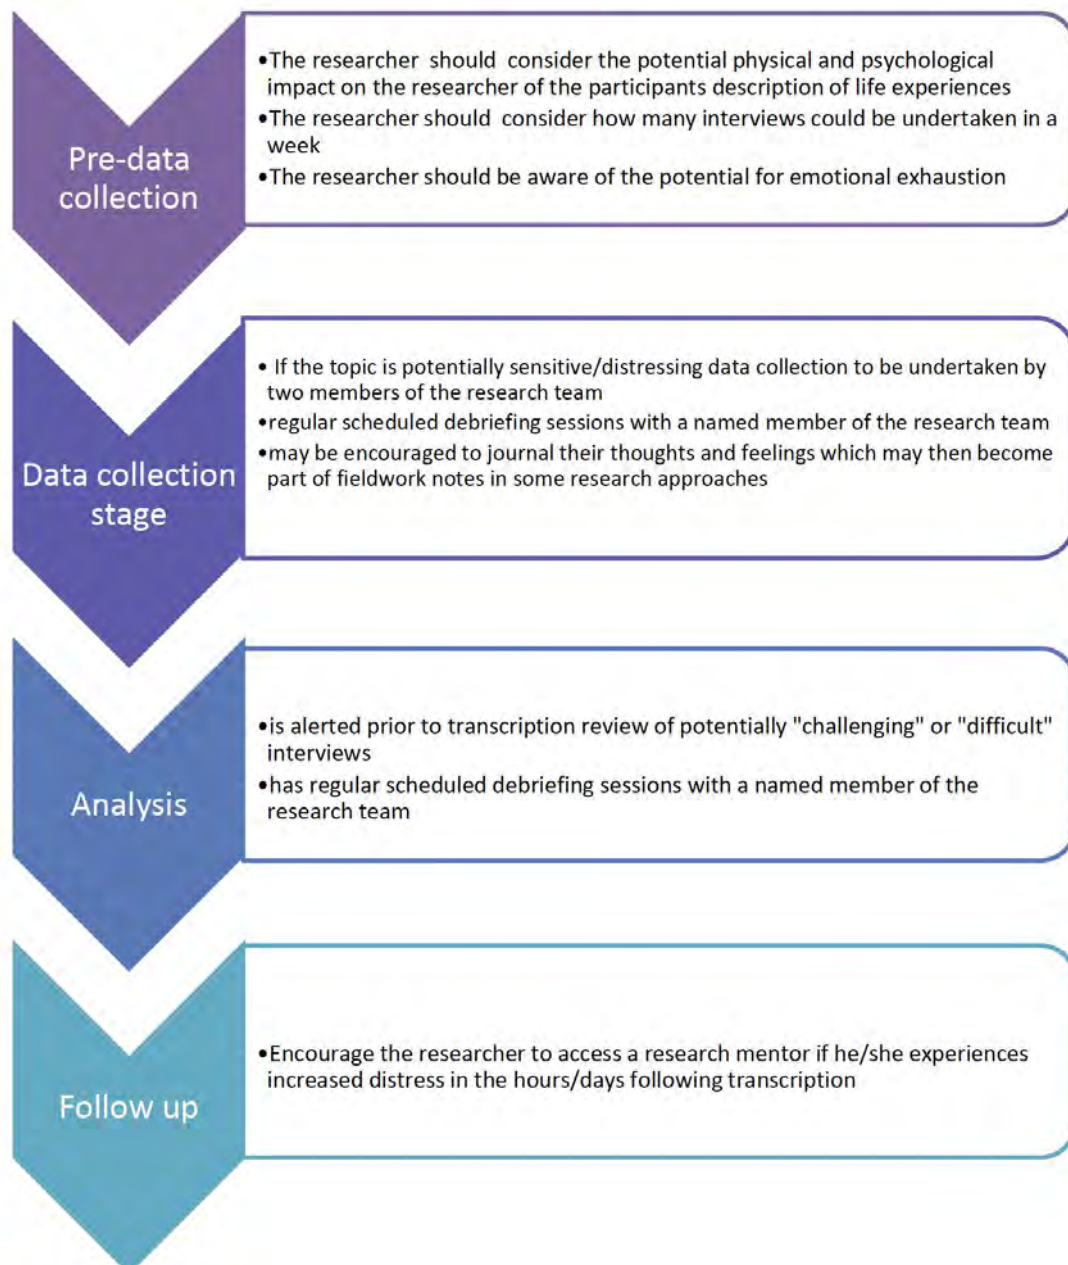 Pre-data
collection
•The researcher should consider the potential physical and psychological
impact on the researcher of the participants description of life experiences
•The researcher should consider how many interviews could be undertaken in a
week
•The researcher should be aware of the potential for emotional exhaustion
Data collection
stage
• If the topic is potentially sensitive/distressing data collection to be undertaken by
two members of the research team
•regular scheduled debriefing sessions with a named member of the research team
•may be encouraged to journal their thoughts and feelings which may then become
part of fieldwork notes in some research approaches
Analysis
•is alerted prior to transcription review of potentially "challenging" or "difficult"
interviews
•has regular scheduled debriefing sessions with a named member of the
research team
Follow up
•Encourage the researcher to access a research mentor if he/she experiences
increased distress in the hours/days following transcription